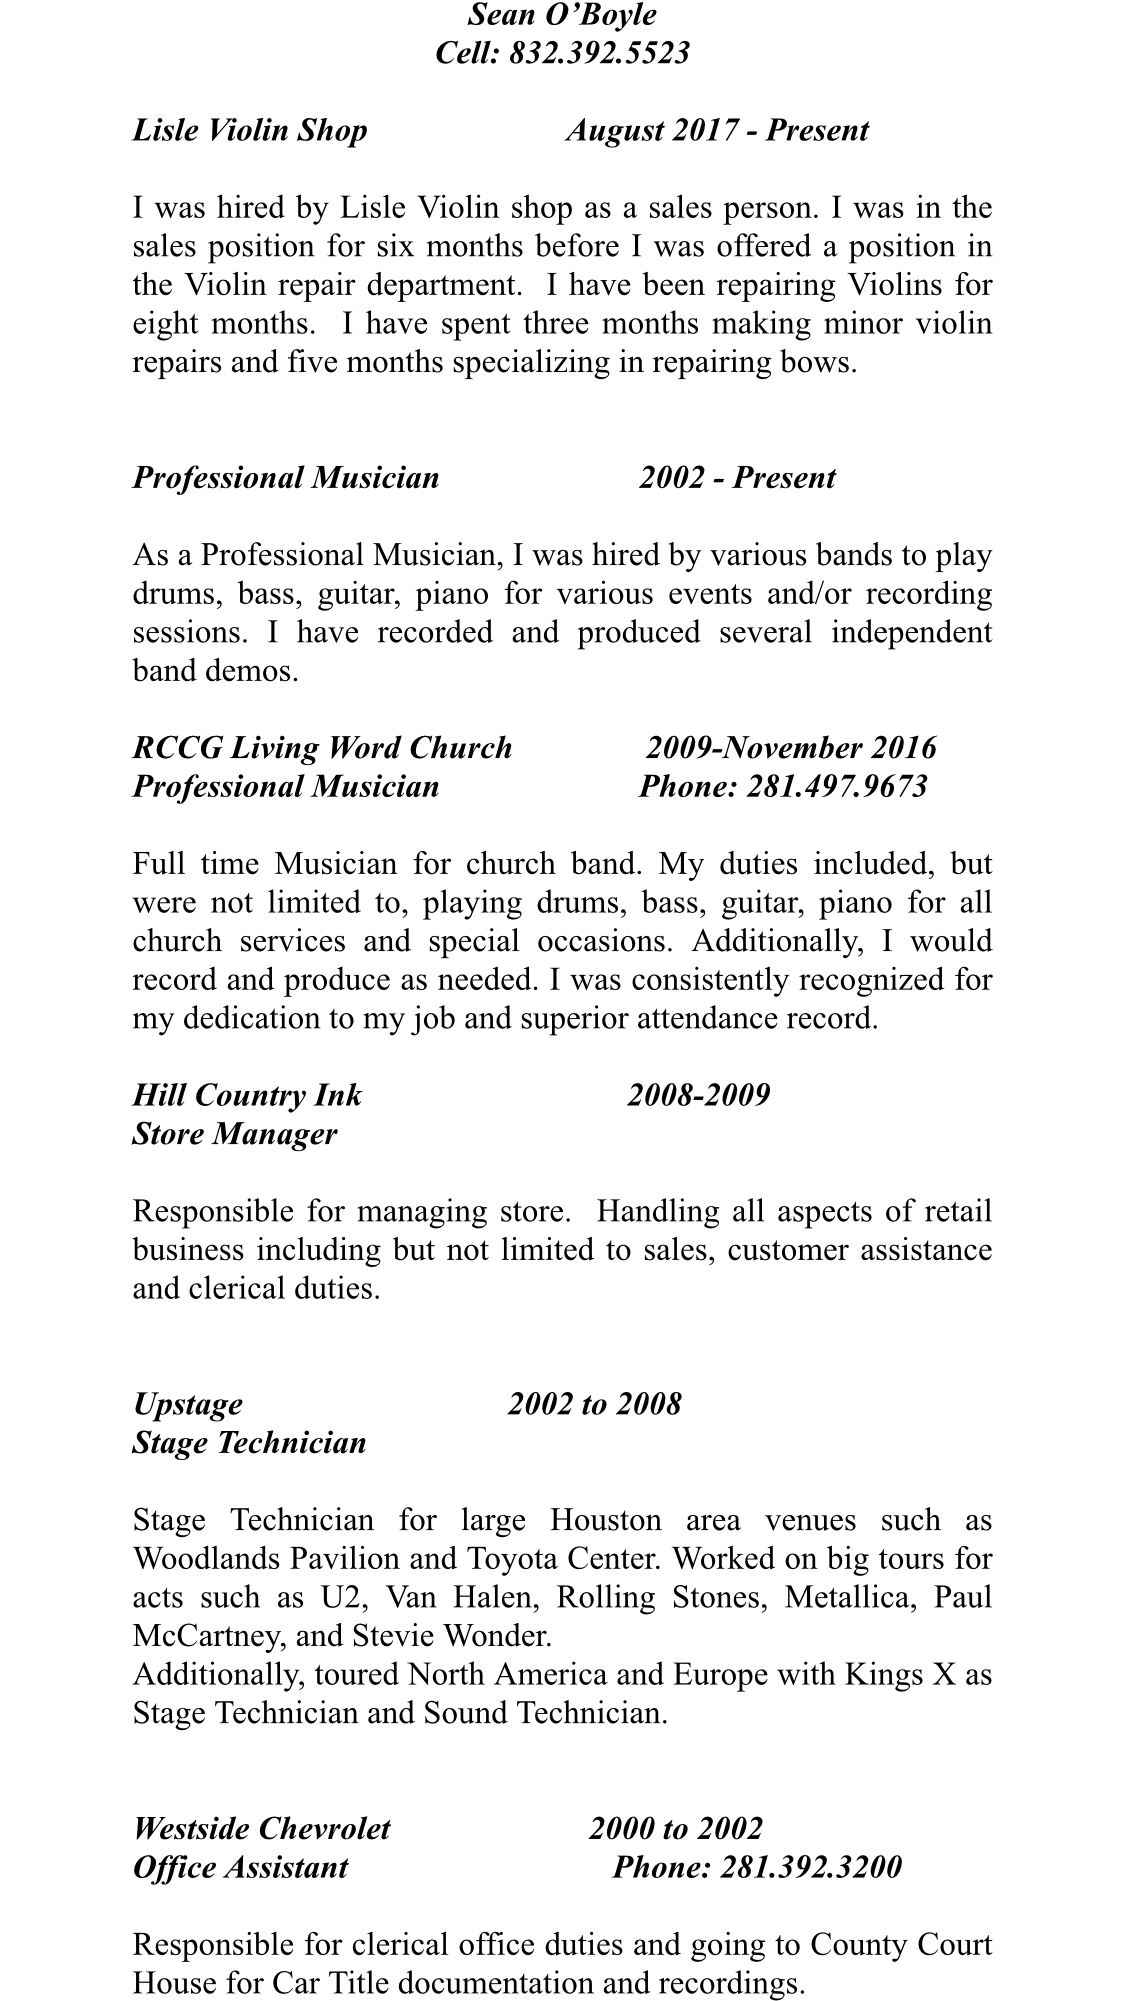 Sean O’Boyle
Cell: 832.392.5523
Lisle Violin Shop August 2017 - Present
I was hired by Lisle Violin shop as a sales person. I was in the
sales position for six months before I was offered a position in
the Violin repair department.  I have been repairing Violins for
eight months.  I have spent three months making minor violin
repairs and five months specializing in repairing bows.
Professional Musician 2002 - Present
As a Professional Musician, I was hired by various bands to play
drums, bass, guitar, piano for various events and/or recording
sessions. I have recorded and produced several independent
band demos.
RCCG Living Word Church 2009-November 2016
Professional Musician Phone: 281.497.9673
Full time Musician for church band. My duties included, but
were not limited to, playing drums, bass, guitar, piano for all
church services and special occasions. Additionally, I would
record and produce as needed. I was consistently recognized for
my dedication to my job and superior attendance record.
Hill Country Ink 2008-2009
Store Manager
Responsible for managing store.  Handling all aspects of retail
business including but not limited to sales, customer assistance
and clerical duties.
Upstage 2002 to 2008
Stage Technician
Stage Technician for large Houston area venues such as
Woodlands Pavilion and Toyota Center. Worked on big tours for
acts such as U2, Van Halen, Rolling Stones, Metallica, Paul
McCartney, and Stevie Wonder.
Additionally, toured North America and Europe with Kings X as
Stage Technician and Sound Technician.
Westside Chevrolet 2000 to 2002
Office Assistant Phone: 281.392.3200
Responsible for clerical office duties and going to County Court
House for Car Title documentation and recordings.